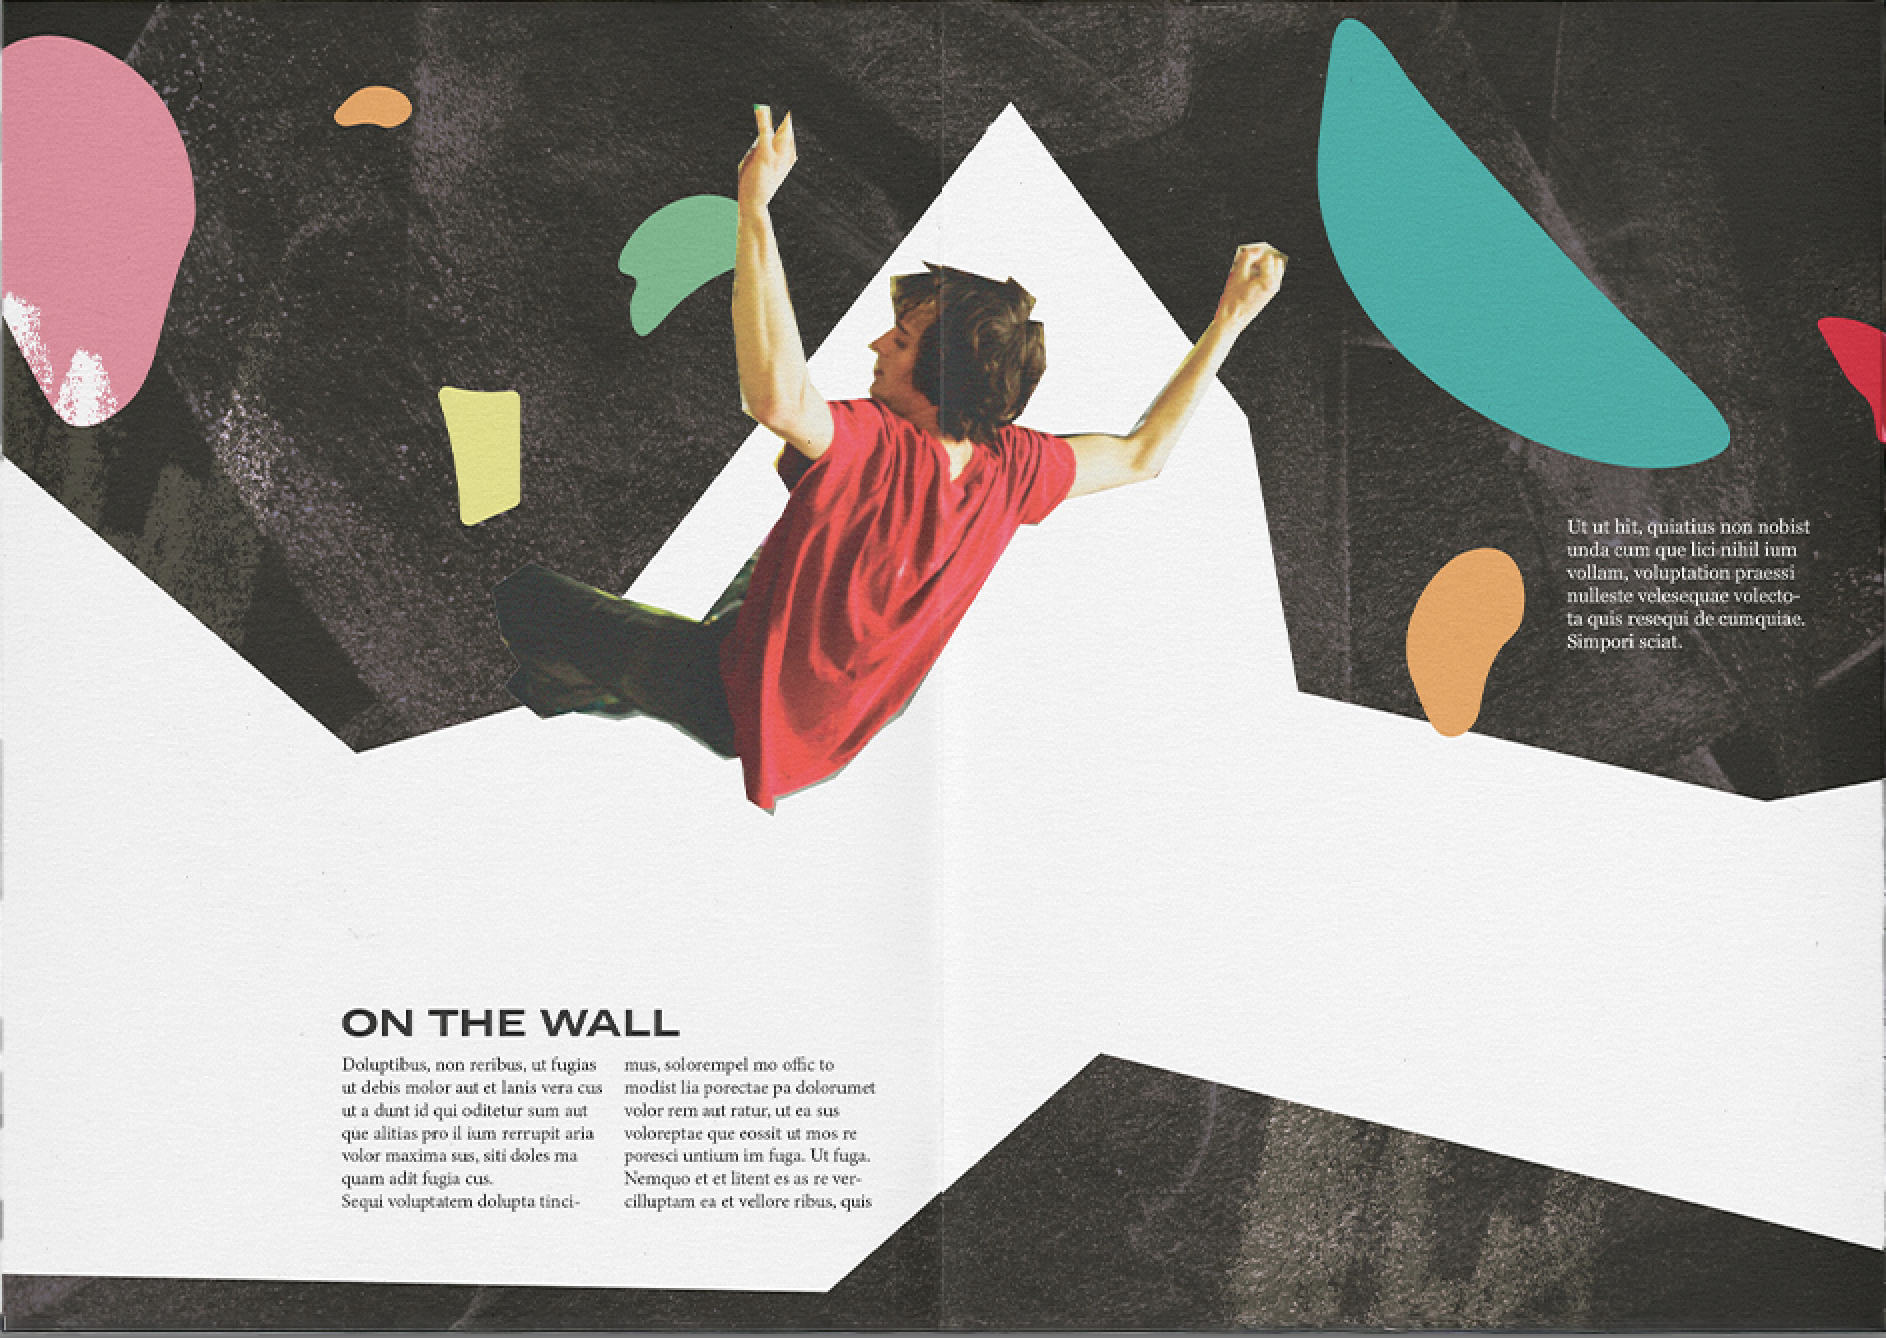 Ut ut hit, quiatius non nobist
unda cum que lici nihil ium
vollam, voluptation praessi
nulleste velesequae volecto-
ta quis resequi de cumquiae.
Simpori sciat.
ON THE WALL
Doluptibus, non reribus, ut fugias
ut debis molor aut et lanis vera cus
ut a dunt id qui oditetur sum aut
que alitias pro il ium rerrupit aria
volor maxima sus, siti doles ma
quam adit fugia cus.
Sequi voluptatem dolupta tinci-
mus, solorempel mo offic to
modist lia porectae pa dolorumet
volor rem aut ratur, ut ea sus
voloreptae que eossit ut mos re
poresci untium im fuga. Ut fuga.
Nemquo et et litent es as re ver-
cilluptam ea et vellore ribus, quis